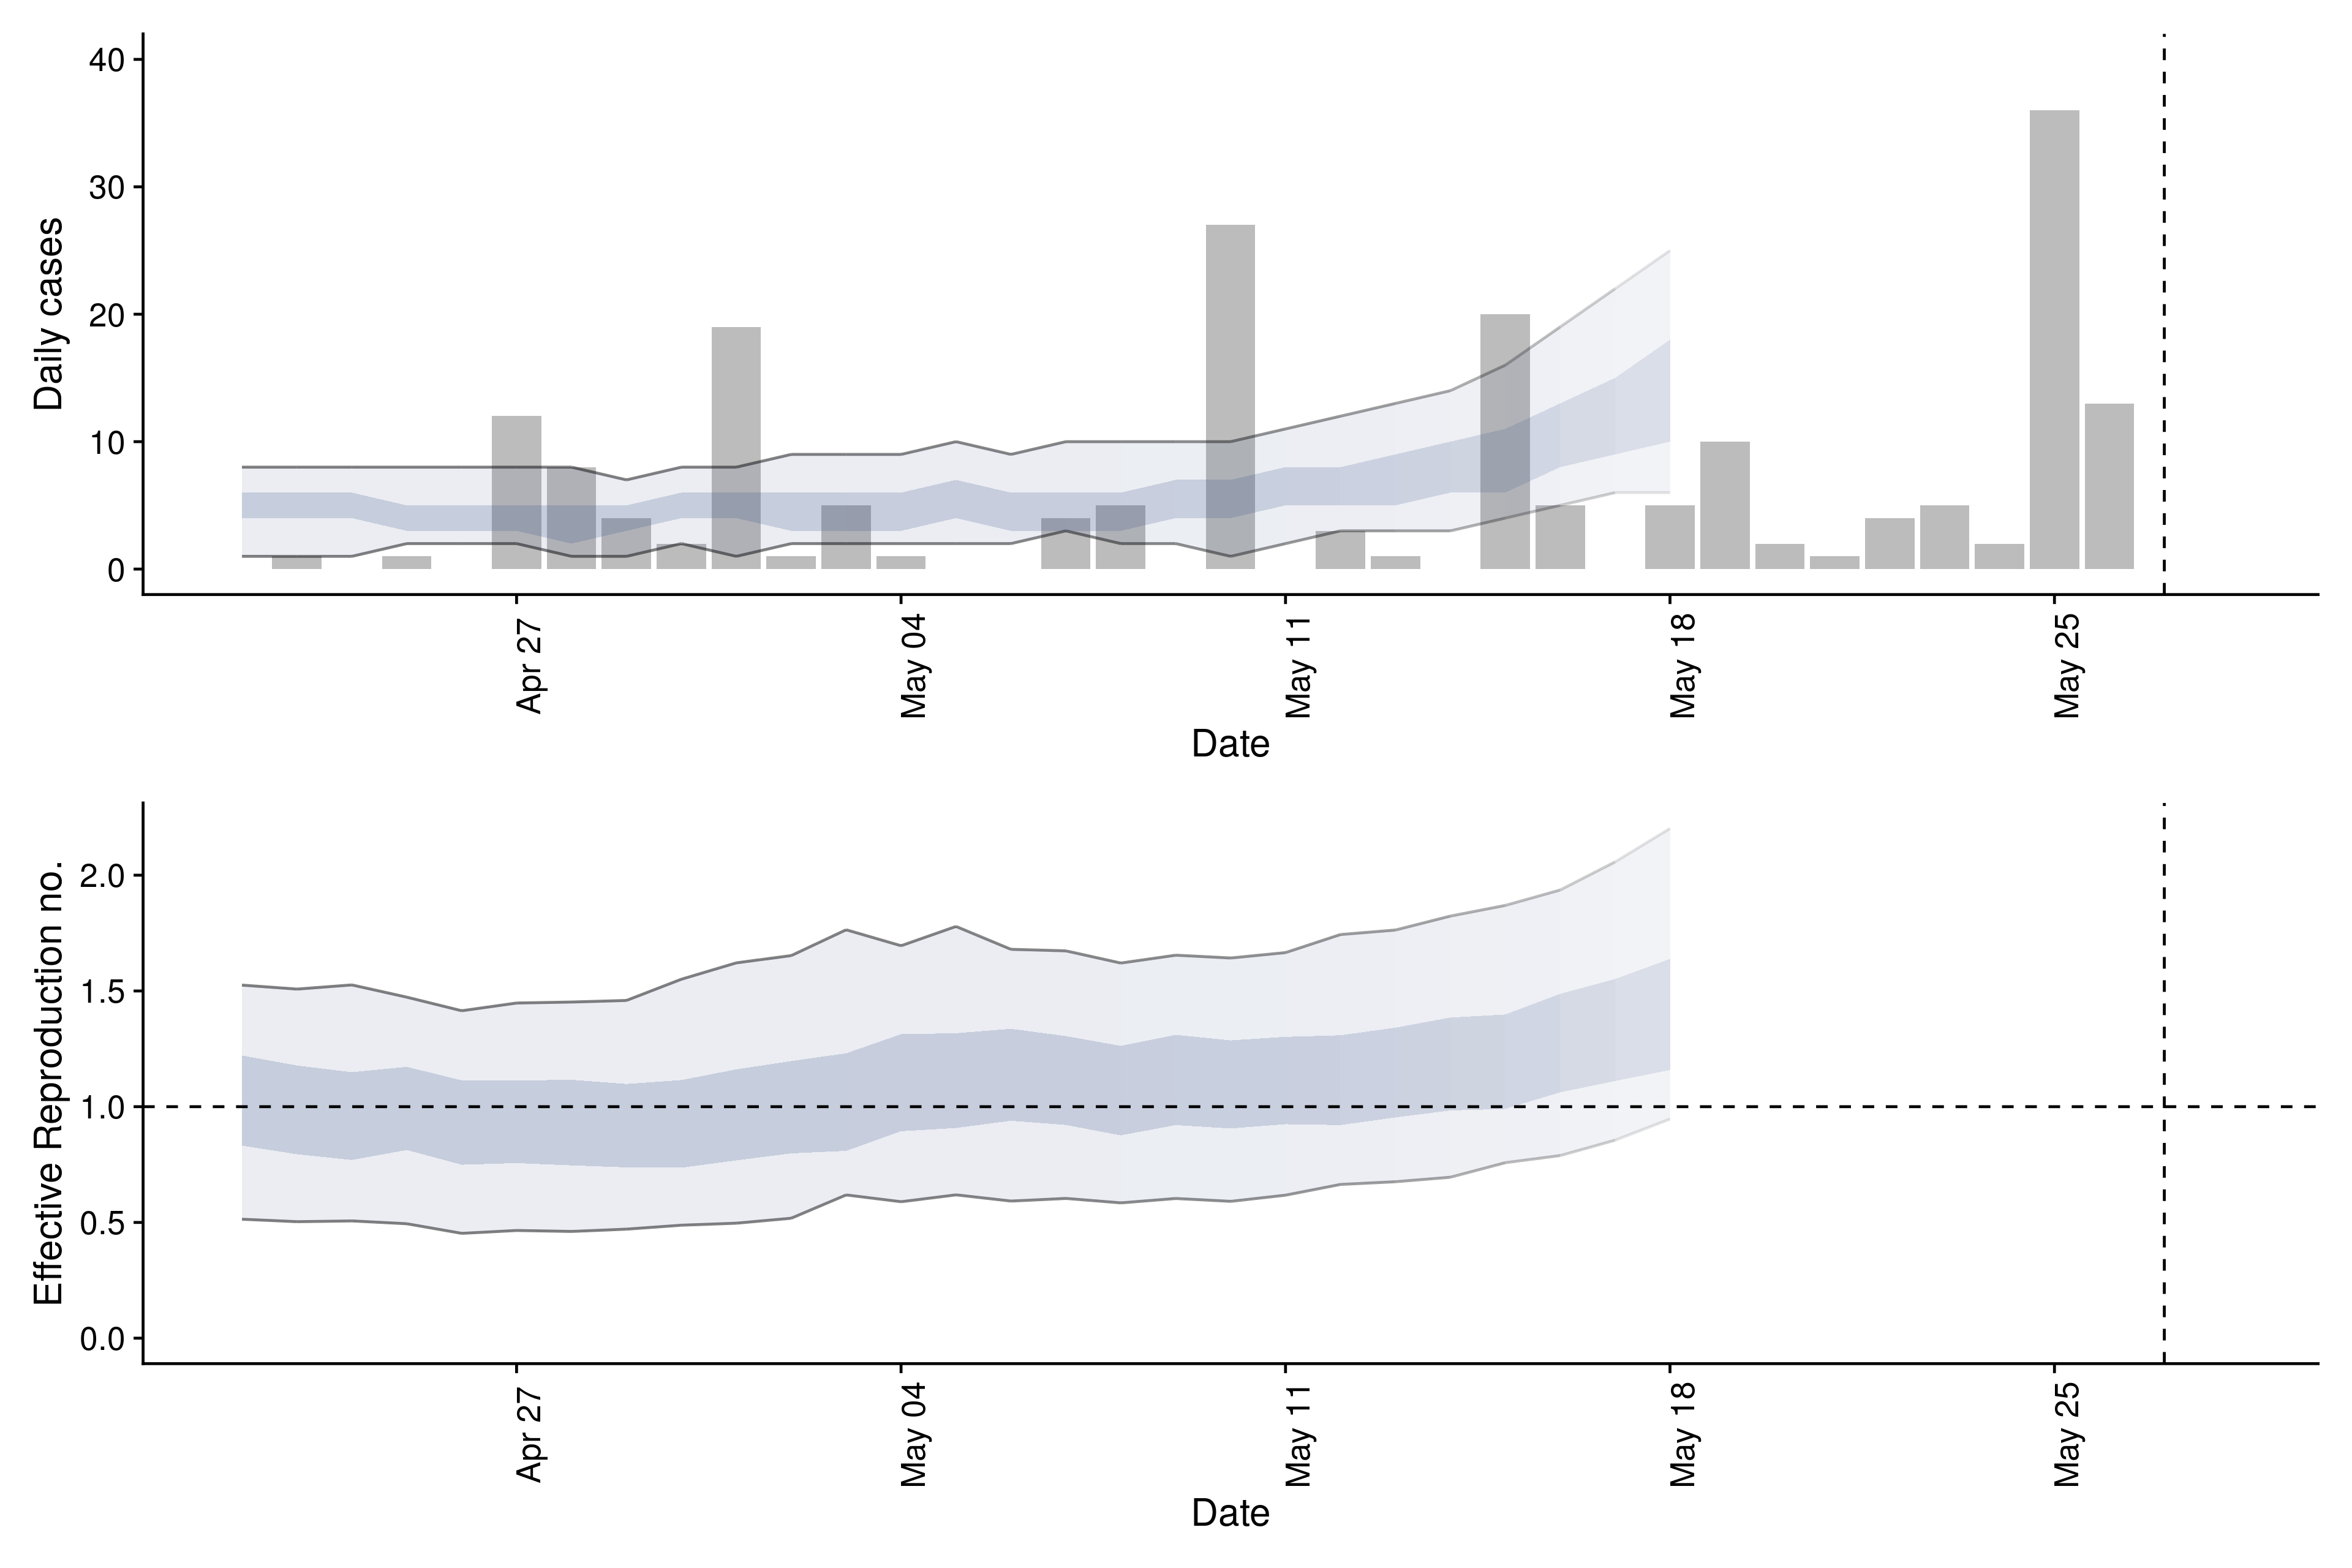 Daily cases
40
30
20
10
0
Apr 27
May 04
May 11
May 18
May 25
Date
Effective Reproduction no.
2.0
1.5
1.0
0.5
0.0
Apr 27
May 04
May 11
May 18
May 25
Date